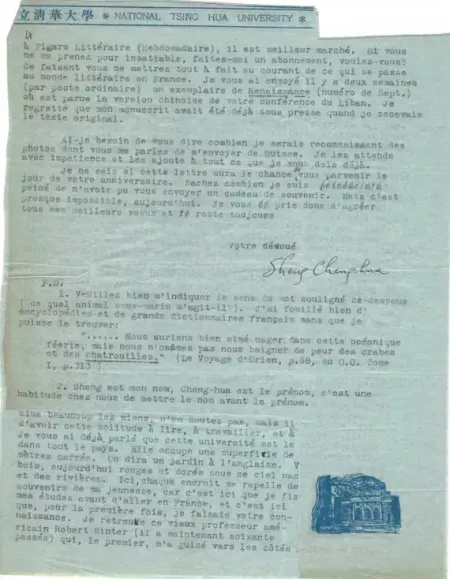 立清華大學 * NATIONAL TSING HUA UNIVERSITY *
à Figaro Littéraire (Hebdomadaire), il est meilleur marché. Si vous
ne me prenez pour insatiable, faites-moi un abonnement, voulez-vous?
Ce faisant vous me mettrez tout à fait au courant de ce qui se passe
au monde littéraire en France. Je vous ai envoyé il y a deux semaines
(par poste ordinaire) un exemplaire de Renaissance (numéro de Sept.)
où est parue la version chinoise de votre conférence du Liban. Je
regrette que mon manuscrit avait été déjà sous presse quand je recevais
le texte original.
Ai-je besoin de vous dire combien je serais reconnaissant des
photos dont vous me parlez de m'envoyer de Suisse. Je les attends
avec impatience et les ajoute à tout ce que je vous dois déjà.
Je ne sais si cette lettre aura la chance de vous parvenir le
jour de votre anniversaire. Sachez combien je suis
peiné de n'avoir pu vous envoyer un cadeau de souvenir. Mais c'est
presque impossible, aujourd'hui. Je vous pris donc d'agréer
tous mes meilleurs vœux et reste toujours
Votre dévoué
Sheng Cheng-hua
P.S.
1. Veuillez bien m'indiquer le sens du mot souligné ci-dessous
( de quel animal sous-marin s'agit-il?). J'ai fouillé bien d'
encyclopédies et de grands dictionnaires français sans que je
puisse le trouver:
"...... Nous aurions bien aimé nager dans cette océanique
féerie, mais nous n'osâmes pas nous baigner de peur des crabes
et des chatrouilles." (Le Voyage d'Urien, p.68, du O.C. Tome
I, p.313)
2. Sheng est mon nom, Cheng-hua est le prénom, c'est une
habitude chez nous de mettre le nom avant le prénom.
aime beaucoup les miens, n'en doutez pas, mais il
d'avoir cette solitude à lire, à travailler, et à
Je vous ai déjà parlé que cette université est le
dans tout le pays. Elle occupe une superficie de
mètres carrés. On dira un jardin à l'anglaise. V
bois, aujourd'hui rouges et dorés sous ce ciel nac
et des rivières. Ici, chaque endroit me rapelle de
souvenirs de ma jeunesse, car c'est ici que je fis
mes études avant d'aller en France, et c'est ici
que, pour la première fois, je faisais votre con-
naissance. Je retrouve ce vieux professeur amé-
ricain Robert Winter (il a maintenant soixante
passés) qui, le premier, m'a guidé vers les côtés